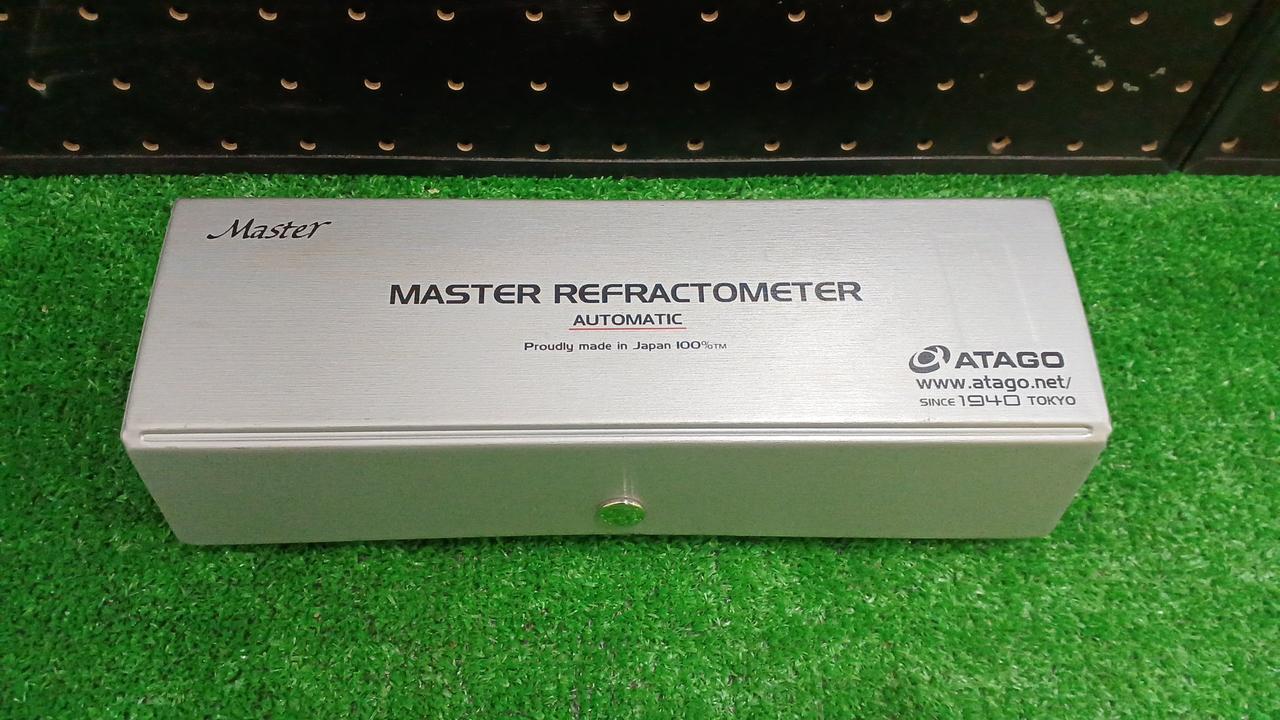 Master
MASTER REFRACTOMETER
AUTOMATIC
Proudly made in Japan 100%TM
ATAGO
www.atago.net/
SINCE 1940 TOKYO